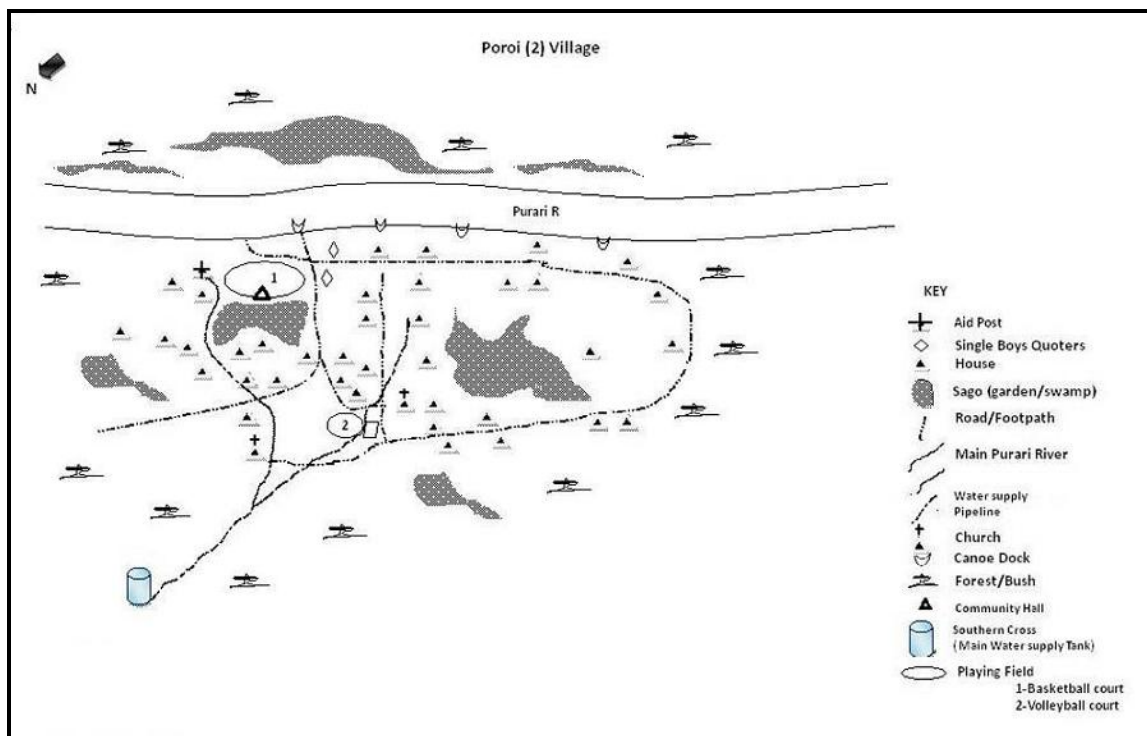 Poroi (2) Village
N
Purari R
1
2
KEY
Aid Post
Single Boys Quoters
House
Sago (garden/swamp)
Road/Footpath
Main Purari River
Water supply
Pipeline
Church
Canoe Dock
Forest/Bush
Community Hall
Southern Cross
(Main Water supply Tank)
Playing Field
1-Basketball court
2-Volleyball court